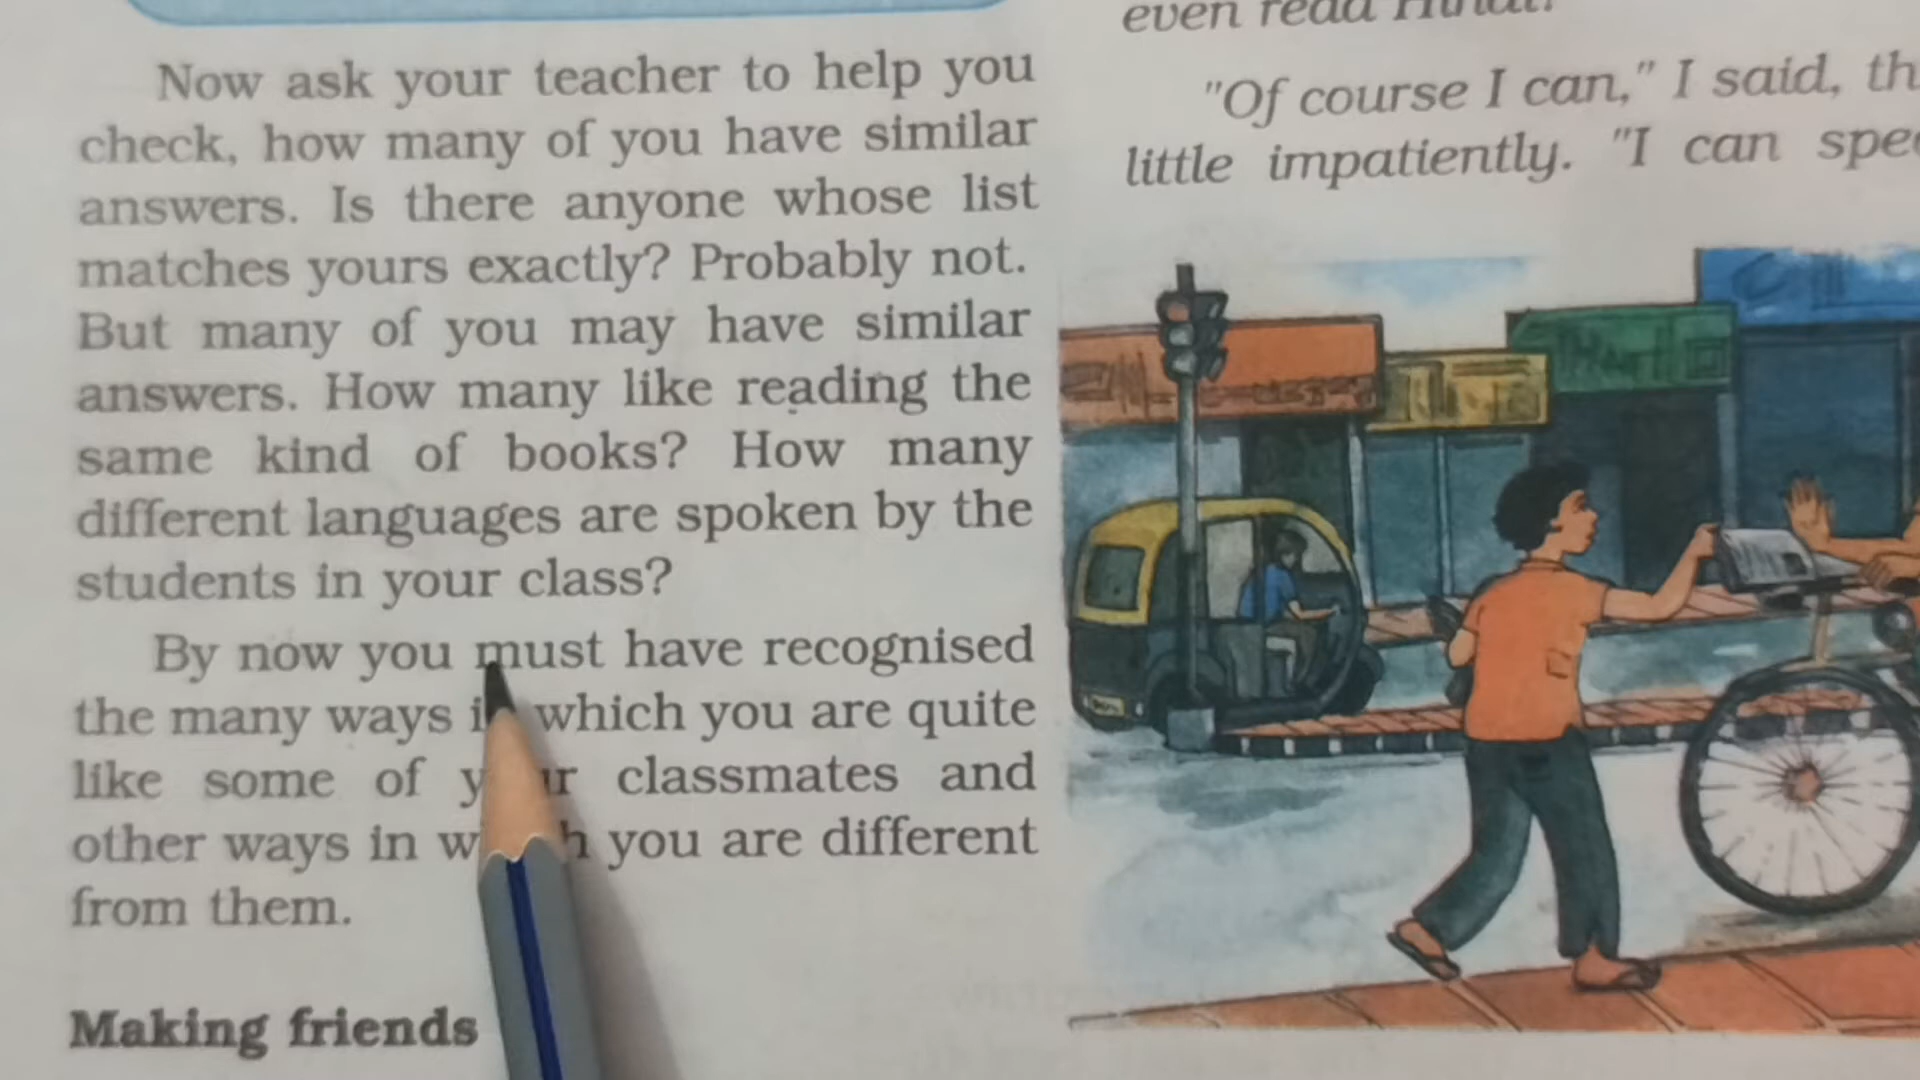 Now ask your teacher to help you
check, how many of you have similar
answers. Is there anyone whose list
matches yours exactly? Probably not.
But many of you may have similar
answers. How many like reading the
same kind of books? How many
different languages are spoken by the
students in your class?
By now you must have recognised
the many ways which you are quite
like some of classmates and
other ways in you are different
from them.
Making friends
even read
"Of course I can," I said,
little impatiently. "I can